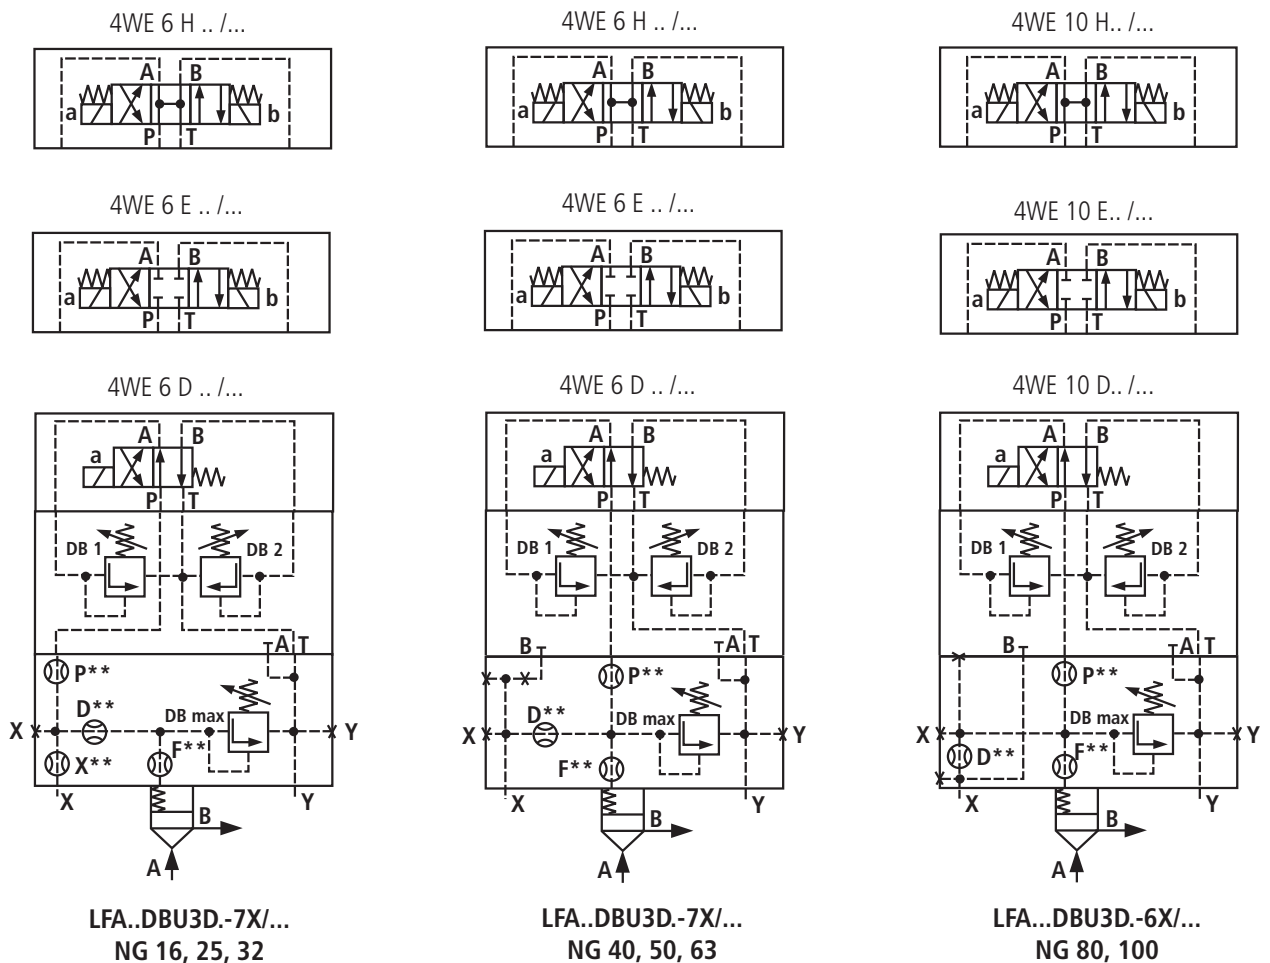 4WE 6 H .. /...
4WE 6 H .. /...
4WE 10 H.. /...
A B
a b
P T
A B
a b
P T
A B
a b
P T
4WE 6 E .. /...
4WE 6 E .. /...
4WE 10 E.. /...
A B
a b
P T
A B
a b
P T
A B
a b
P T
4WE 6 D .. /...
4WE 6 D .. /...
4WE 10 D.. /...
A B
a
P T
DB 1 DB 2
A T
P**
D**
DB max
X Y
X** F**
X Y
B
A
A B
a
P T
DB 1 DB 2
B A T
P**
D**
DB max
X Y
F**
X Y
B
A
A B
a
P T
DB 1 DB 2
B A T
P**
DB max
X Y
D** F**
X Y
B
A
LFA..DBU3D.-7X/...
NG 16, 25, 32
LFA..DBU3D.-7X/...
NG 40, 50, 63
LFA...DBU3D.-6X/...
NG 80, 100